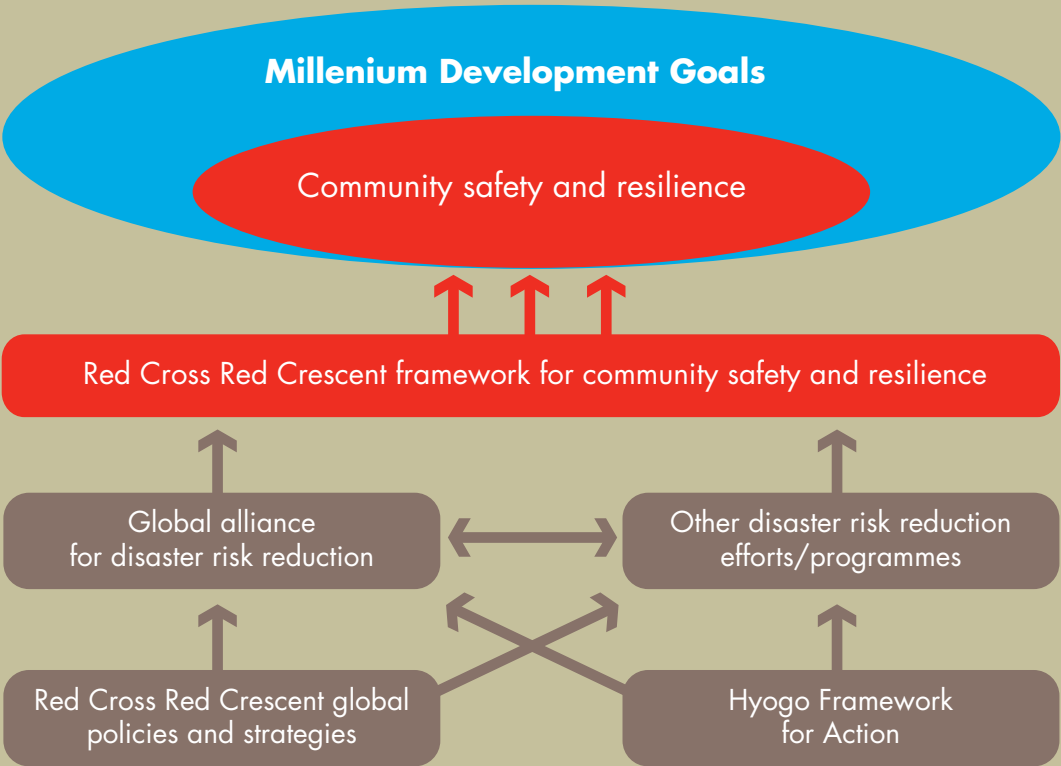 Millenium Development Goals
Community safety and resilience
Red Cross Red Crescent framework for community safety and resilience
Global alliance
for disaster risk reduction
Other disaster risk reduction
efforts/programmes
Red Cross Red Crescent global
policies and strategies
Hyogo Framework
for Action